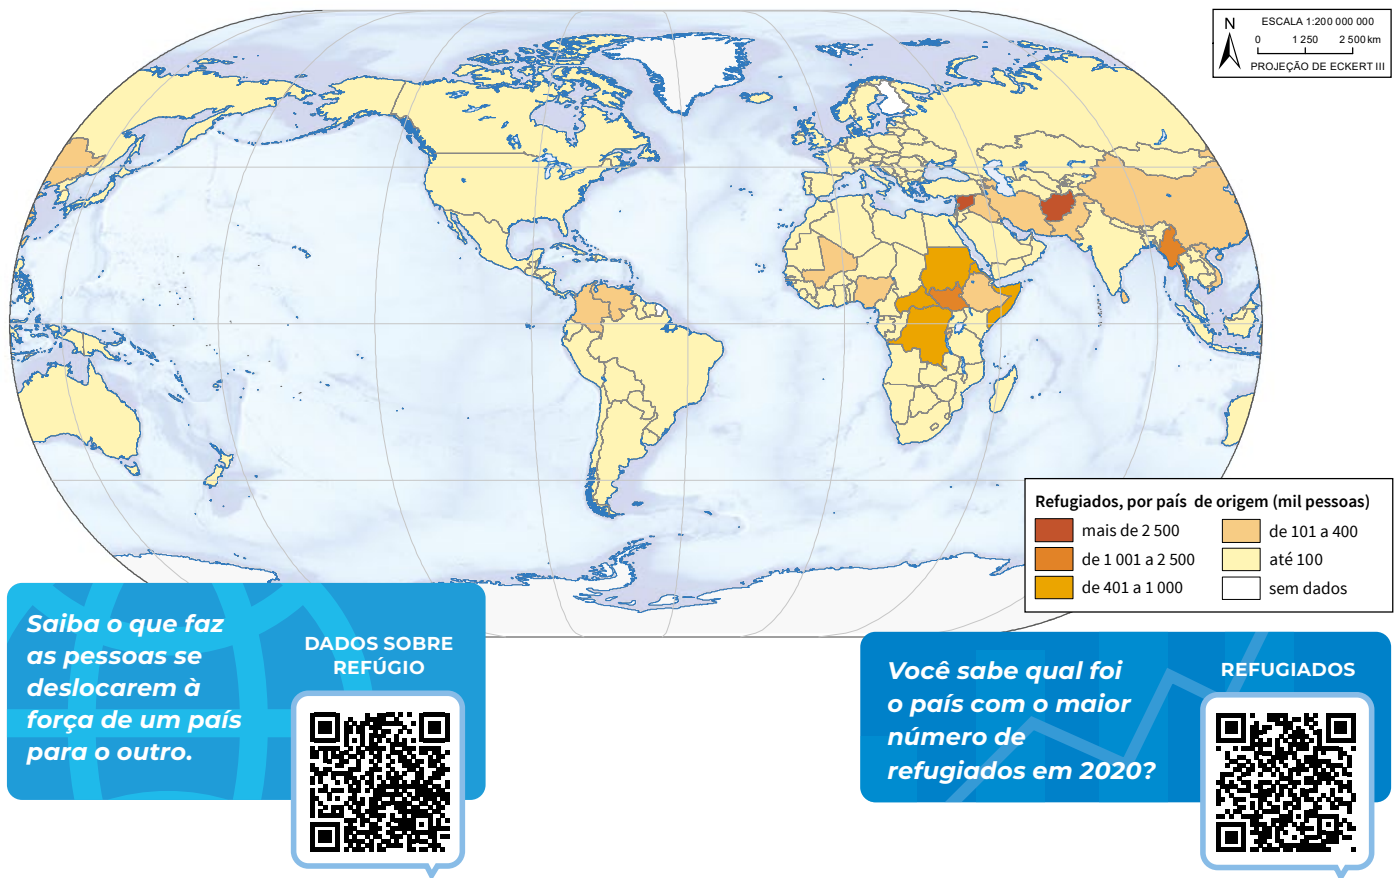 N
ESCALA 1:200 000 000
0 1 250 2 500 km
PROJEÇÃO DE ECKERT III
Refugiados, por país de origem (mil pessoas)
mais de 2 500
de 101 a 400
de 1 001 a 2 500
até 100
de 401 a 1 000
sem dados
Saiba o que faz
as pessoas se
deslocarem à
força de um país
para o outro.
DADOS SOBRE
REFÚGIO
Você sabe qual foi
o país com o maior
número de
refugiados em 2020?
REFUGIADOS